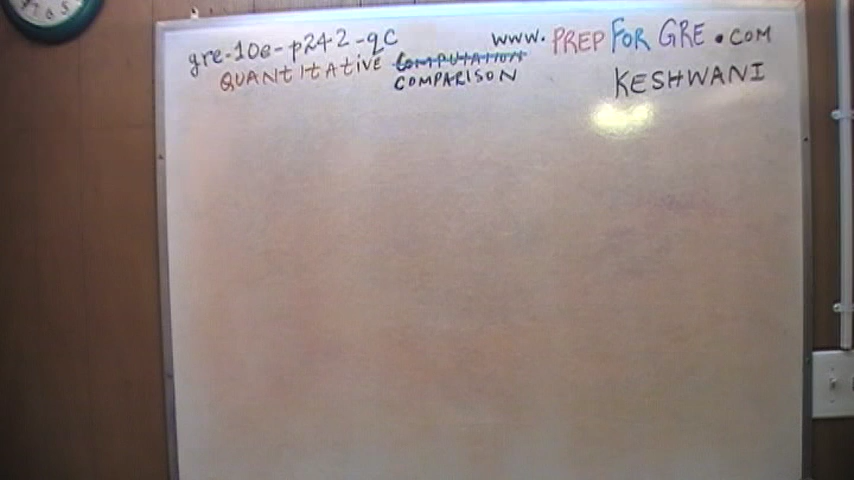 gre-10e-p242-qc www. PREP FOR GRE . COM
QUANtitAtivE COMPUTATION
COMPARISON KESHWANI